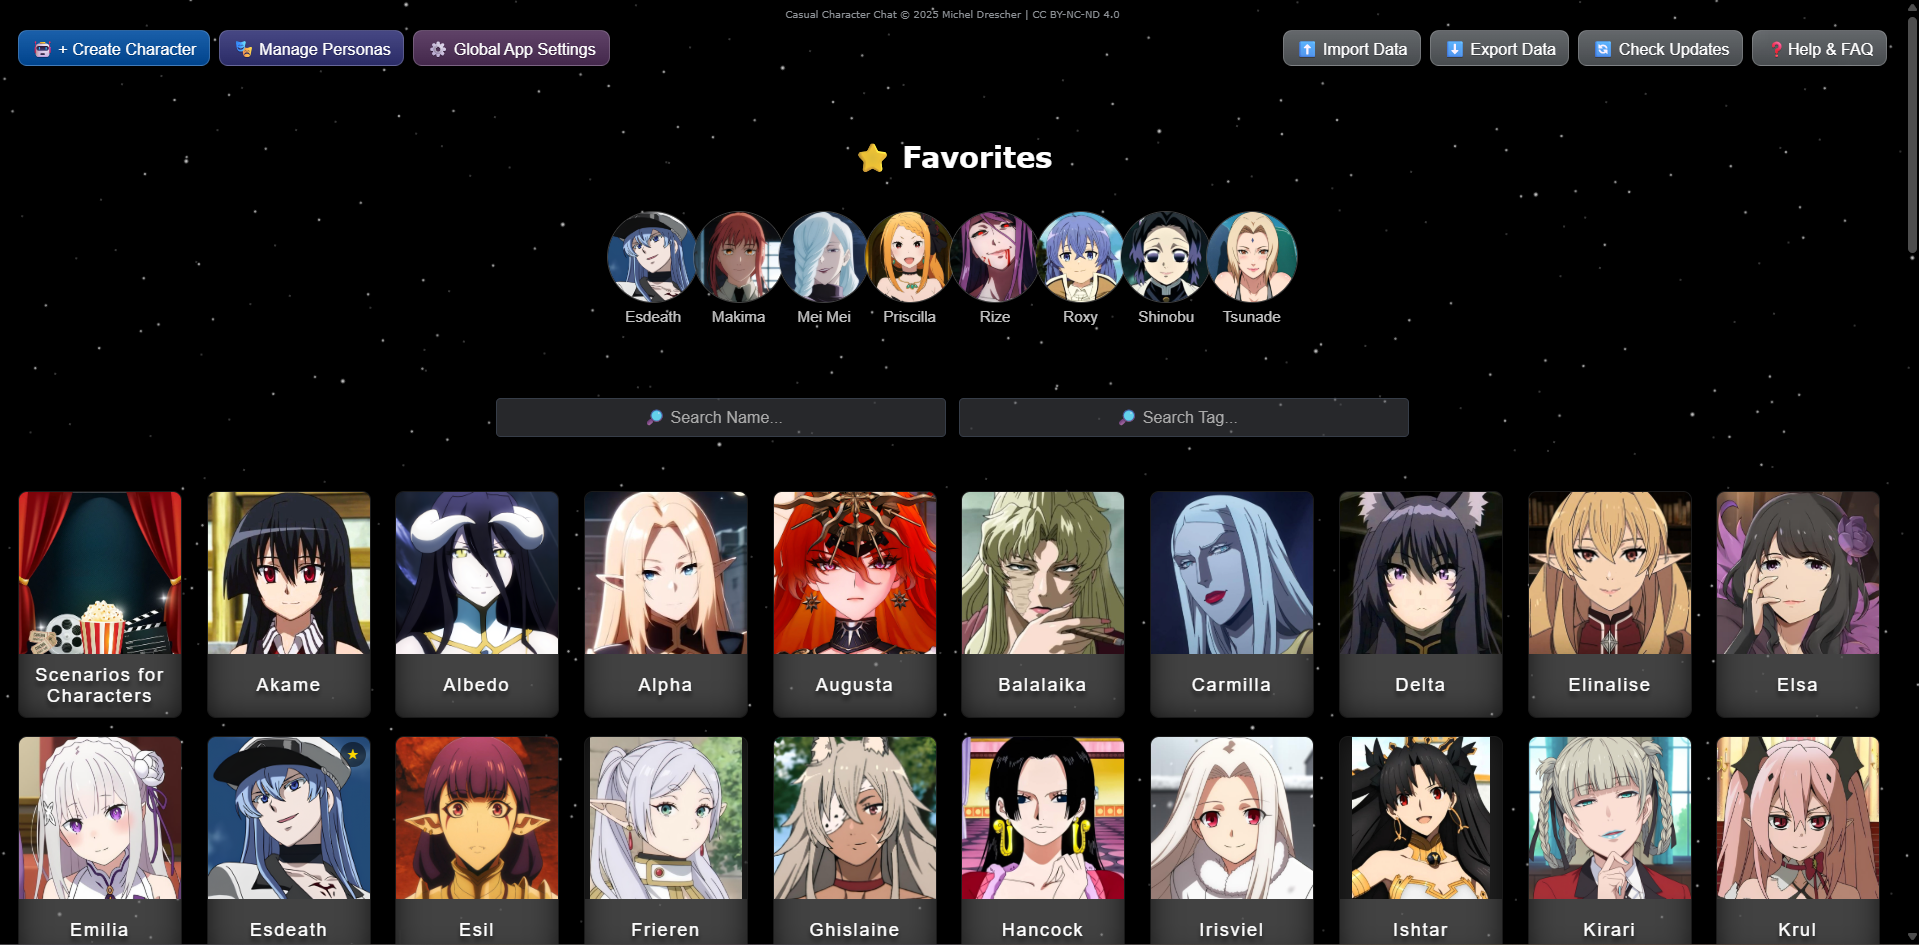 Casual Character Chat © 2025 Michel Drescher | CC BY-NC-ND 4.0
+ Create Character
Manage Personas
Global App Settings
Import Data
Export Data
Check Updates
Help & FAQ
Favorites
Esdeath
Makima
Mei Mei
Priscilla
Rize
Roxy
Shinobu
Tsunade
Search Name...
Search Tag...
Scenarios for
Characters
Akame
Albedo
Alpha
Augusta
Balalaika
Carmilla
Delta
Elinalise
Elsa
Emilia
Esdeath
Esil
Frieren
Ghislaine
Hancock
Irisviel
Ishtar
Kirari
Krul